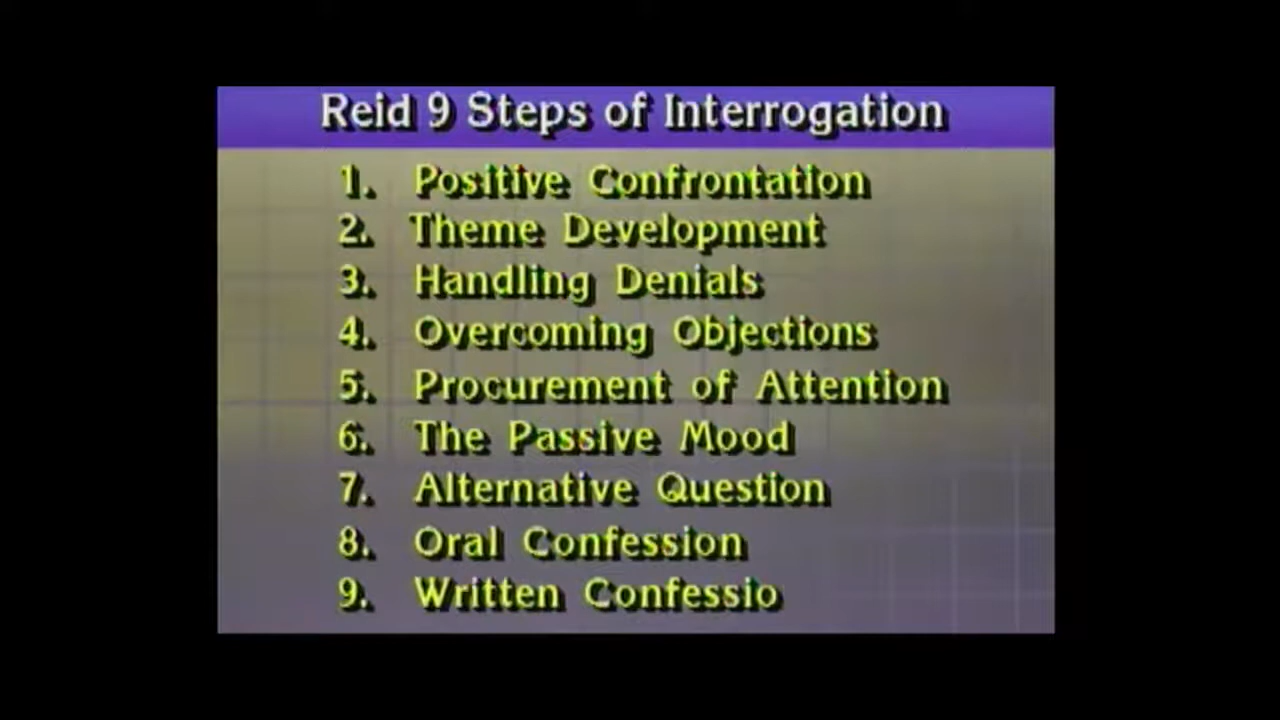 Reid 9 Steps of Interrogation
1. Positive Confrontation
2. Theme Development
3. Handling Denials
4. Overcoming Objections
5. Procurement of Attention
6. The Passive Mood
7. Alternative Question
8. Oral Confession
9. Written Confessio